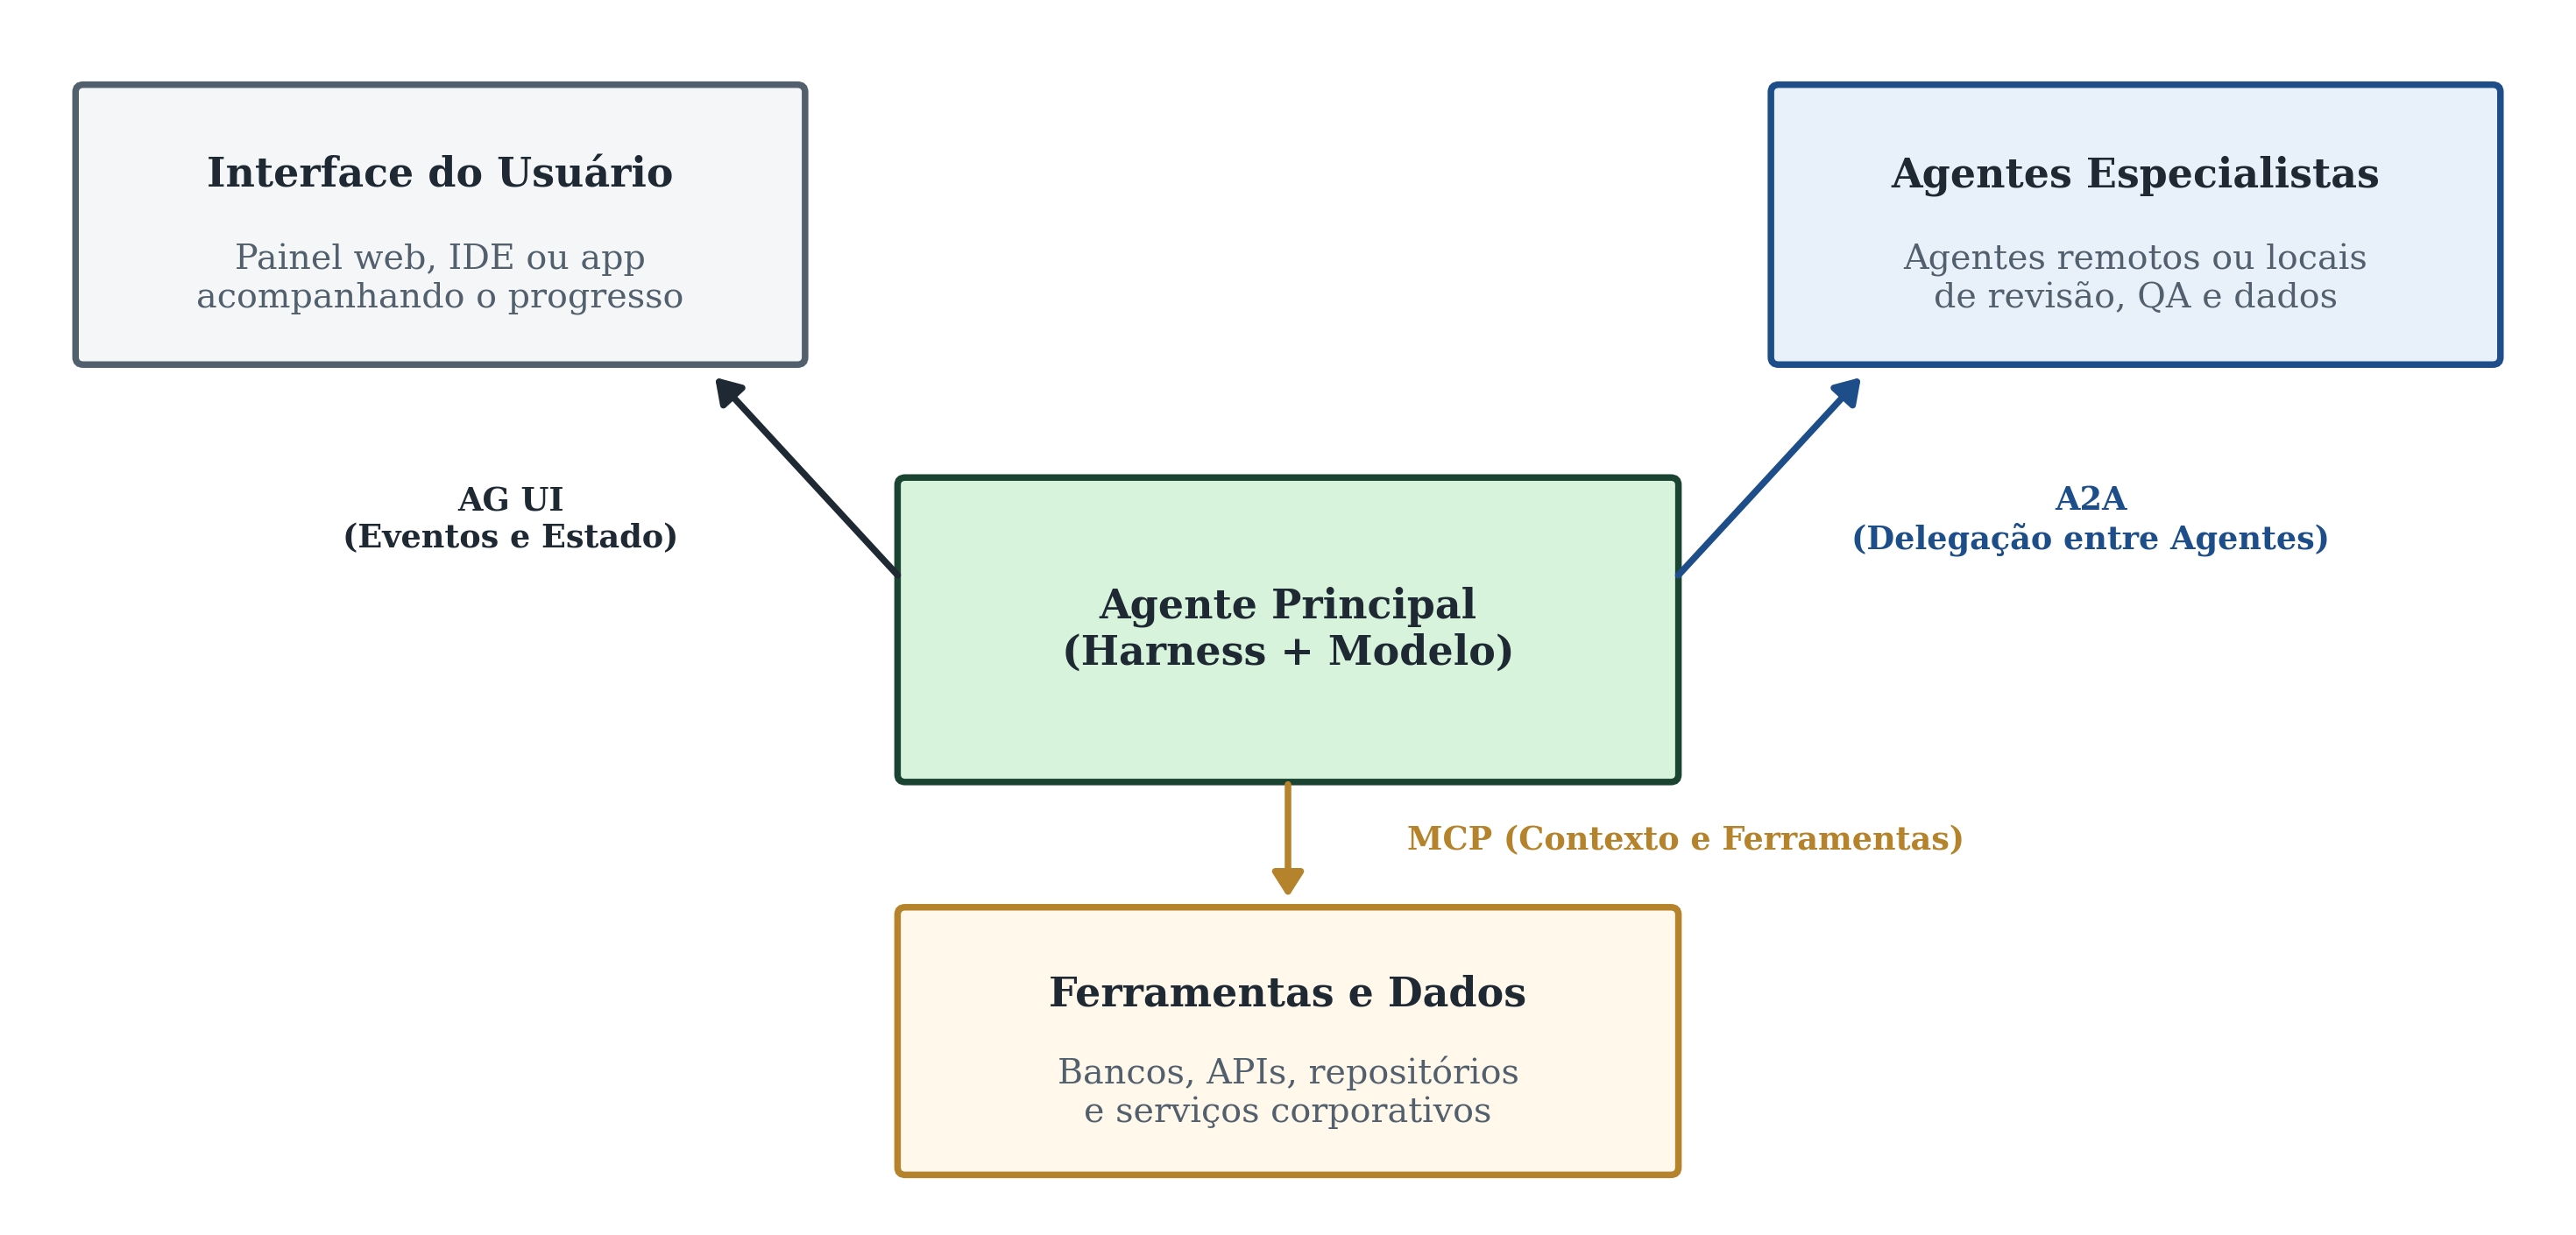 Interface do Usuário
Painel web, IDE ou app
acompanhando o progresso
Agentes Especialistas
Agentes remotos ou locais
de revisão, QA e dados
AG UI
(Eventos e Estado)
A2A
(Delegação entre Agentes)
Agente Principal
(Harness + Modelo)
MCP (Contexto e Ferramentas)
Ferramentas e Dados
Bancos, APIs, repositórios
e serviços corporativos